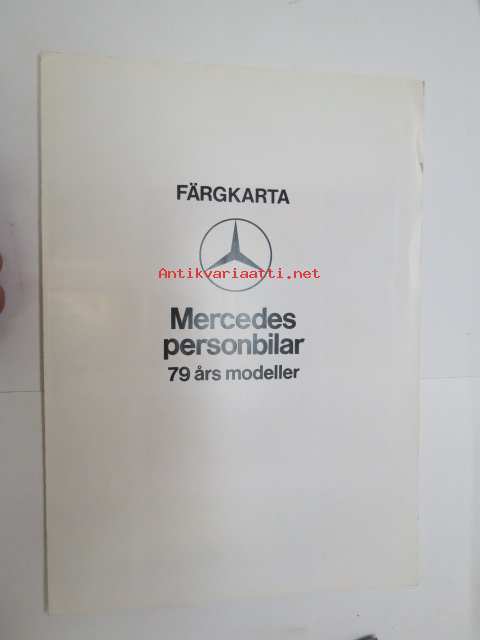 FÄRGKARTA
Antikvariaatti.net
Mercedes
personbilar
79 års modeller